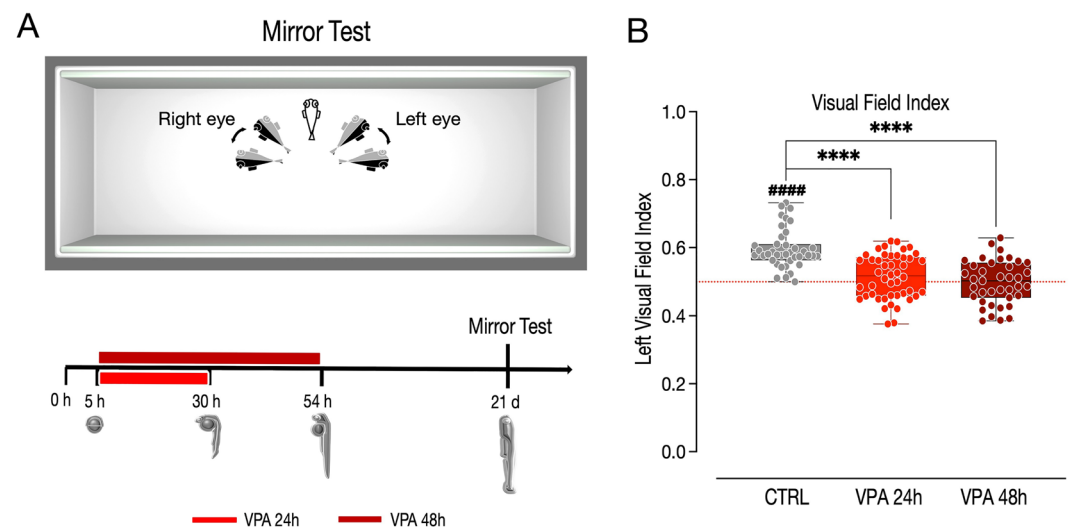 A
Mirror Test
Right eye
Left eye
Mirror Test
0 h
5 h
30 h
54 h
21 d
VPA 24h
VPA 48h
B
Visual Field Index
****
****
####
Left Visual Field Index
1.0
0.8
0.6
0.4
0.2
0.0
CTRL
VPA 24h
VPA 48h